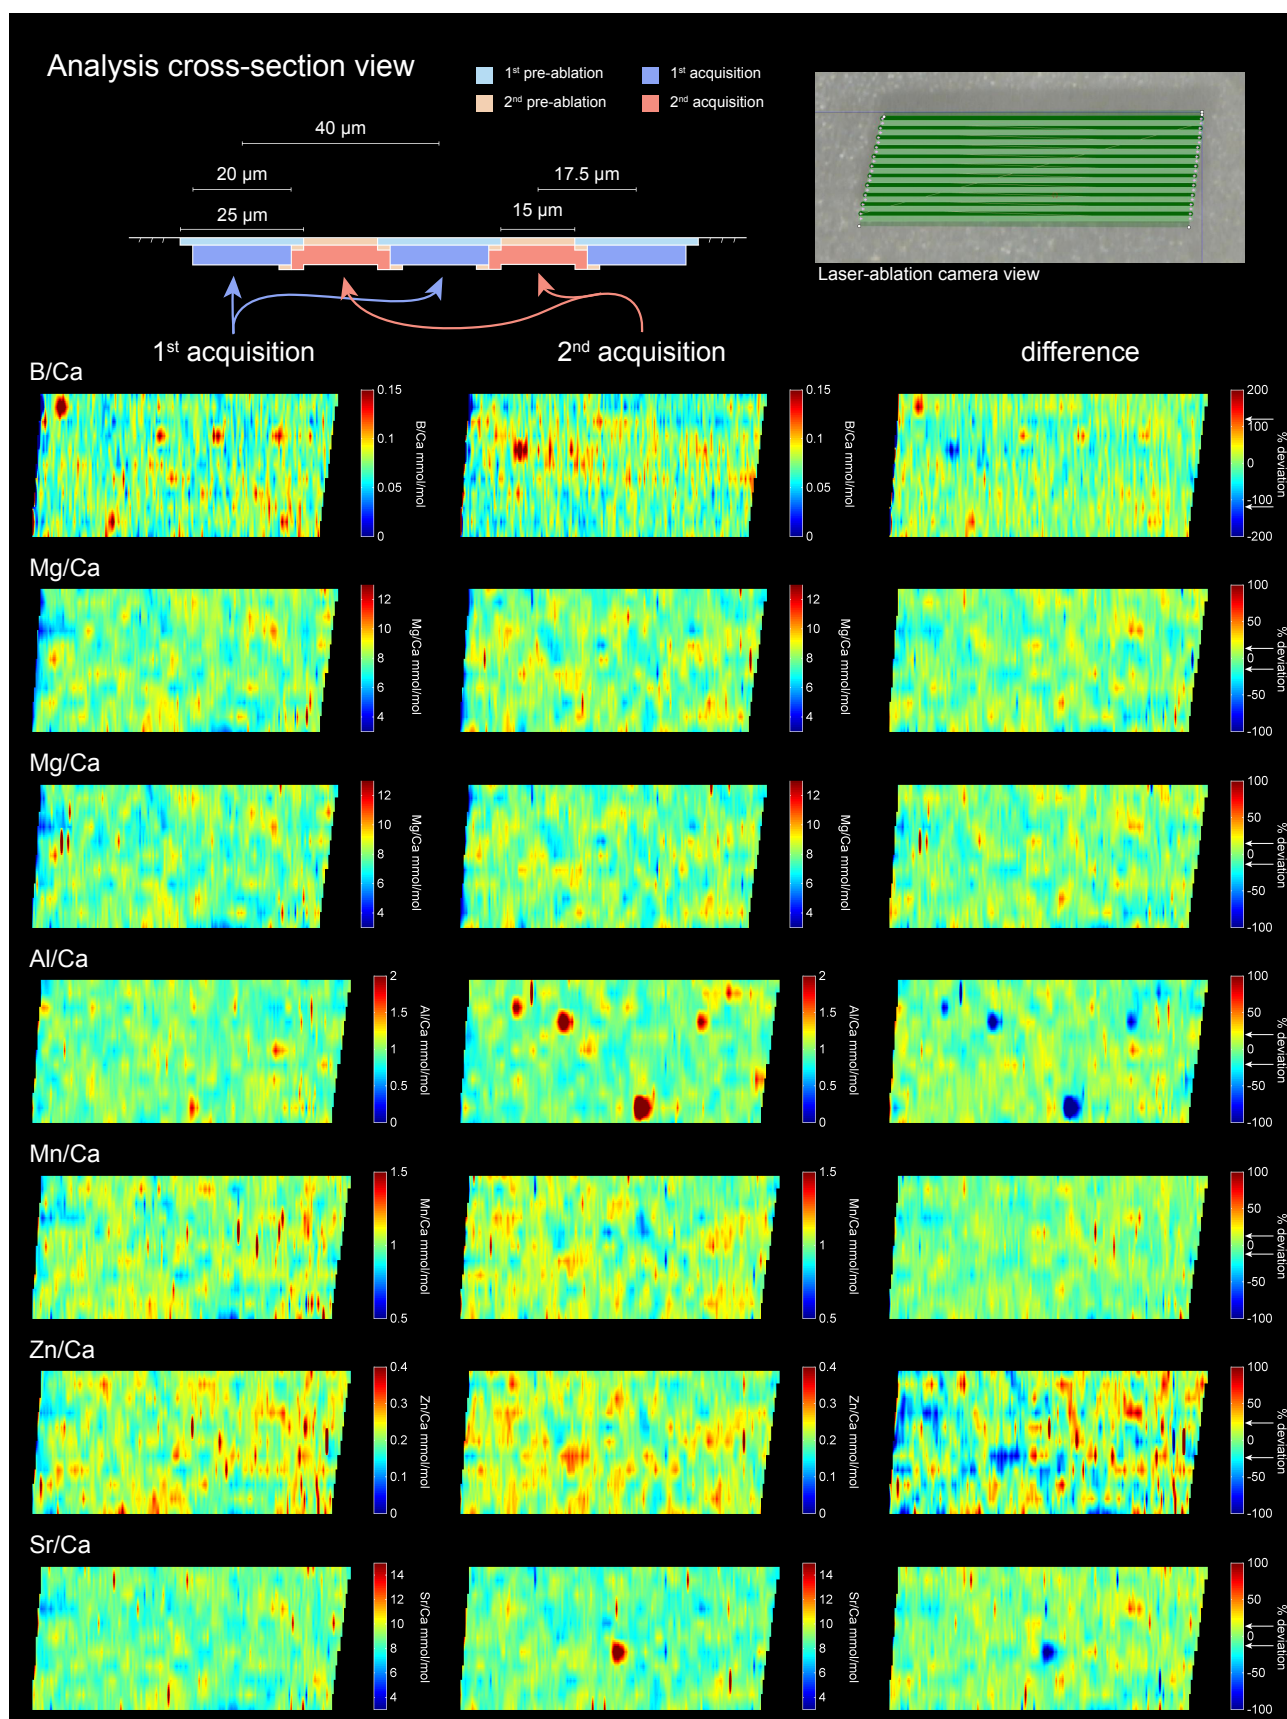 Analysis cross-section view
1st pre-ablation
1st acquisition
2nd pre-ablation
2nd acquisition
40 µm
20 µm
17.5 µm
25 µm
15 µm
Laser-ablation camera view
1st acquisition
2nd acquisition
difference
B/Ca
0.15
0.1
0.05
0
B/Ca mmol/mol
0.15
0.1
0.05
0
B/Ca mmol/mol
200
100
0
-100
-200
% deviation
Mg/Ca
12
10
8
6
4
Mg/Ca mmol/mol
12
10
8
6
4
Mg/Ca mmol/mol
100
50
0
-50
-100
% deviation
Mg/Ca
12
10
8
6
4
Mg/Ca mmol/mol
12
10
8
6
4
Mg/Ca mmol/mol
100
50
0
-50
-100
% deviation
Al/Ca
2
1.5
1
0.5
0
Al/Ca mmol/mol
2
1.5
1
0.5
0
Al/Ca mmol/mol
100
50
0
-50
-100
% deviation
Mn/Ca
1.5
1
0.5
Mn/Ca mmol/mol
1.5
1
0.5
Mn/Ca mmol/mol
100
50
0
-50
-100
% deviation
Zn/Ca
0.4
0.3
0.2
0.1
0
Zn/Ca mmol/mol
0.4
0.3
0.2
0.1
0
Zn/Ca mmol/mol
100
50
0
-50
-100
% deviation
Sr/Ca
14
12
10
8
6
4
Sr/Ca mmol/mol
14
12
10
8
6
4
Sr/Ca mmol/mol
100
50
0
-50
-100
% deviation